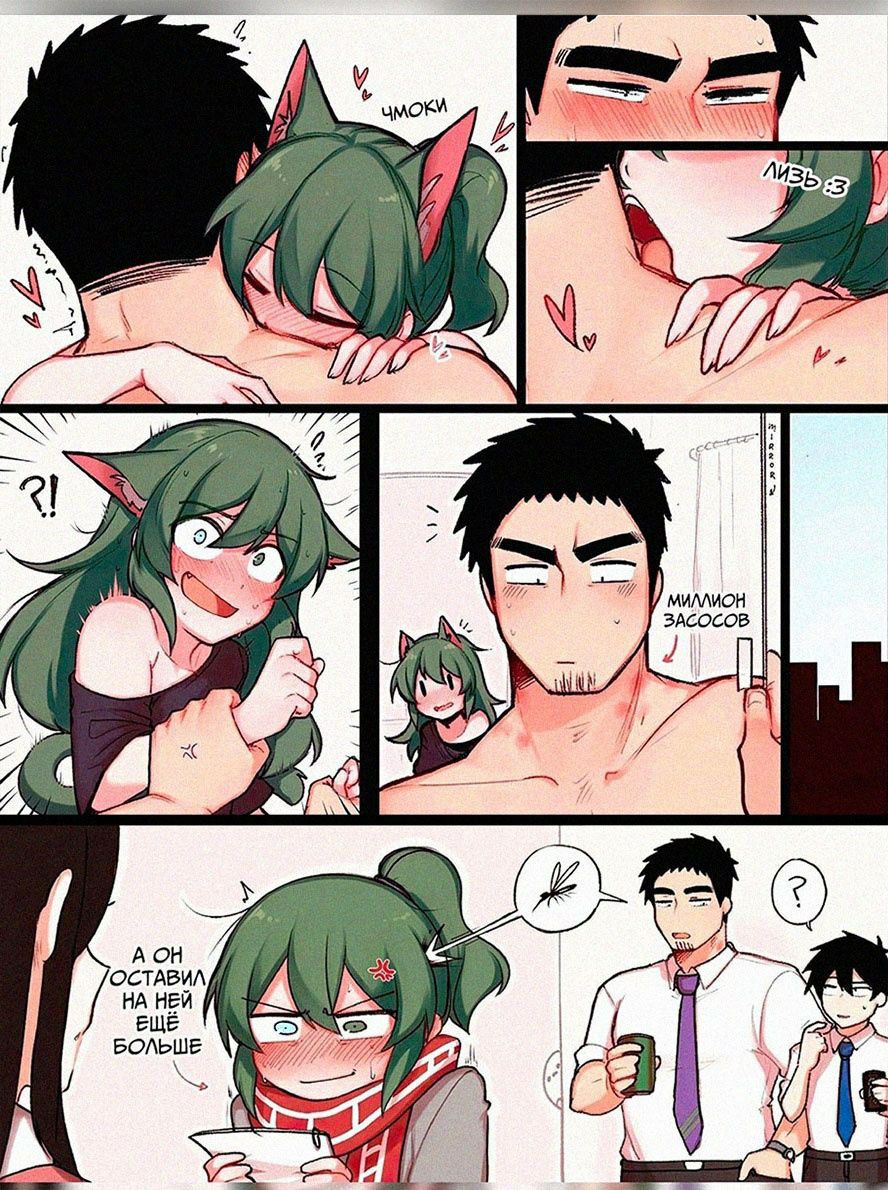 ЧМОКИ
ЛИЗЬ :3
?!
МИЛЛИОН
ЗАСОСОВ
MIRROR
А ОН
ОСТАВИЛ
НА НЕЙ
ЕЩЁ
БОЛЬШЕ
?